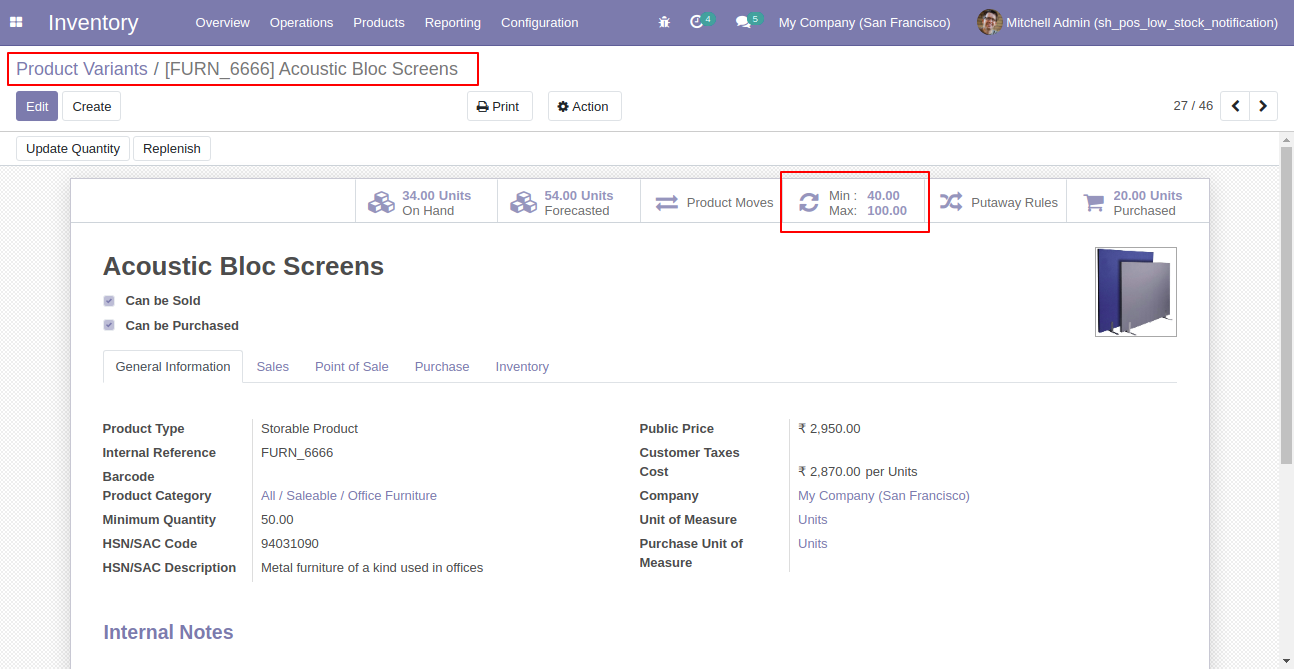 Inventory Overview Operations Products Reporting Configuration 4 5 My Company (San Francisco) Mitchell Admin (sh_pos_low_stock_notification)
Product Variants / [FURN_6666] Acoustic Bloc Screens
Edit Create Print Action 27 / 46
Update Quantity Replenish
34.00 Units
On Hand
54.00 Units
Forecasted
Product Moves
Min : 40.00
Max: 100.00
Putaway Rules
20.00 Units
Purchased
Acoustic Bloc Screens
Can be Sold
Can be Purchased
General Information Sales Point of Sale Purchase Inventory
Product Type Storable Product
Internal Reference FURN_6666
Barcode
Product Category All / Saleable / Office Furniture
Minimum Quantity 50.00
HSN/SAC Code 94031090
HSN/SAC Description Metal furniture of a kind used in offices
Public Price ₹ 2,950.00
Customer Taxes
Cost ₹ 2,870.00 per Units
Company My Company (San Francisco)
Unit of Measure Units
Purchase Unit of Units
Measure
Internal Notes